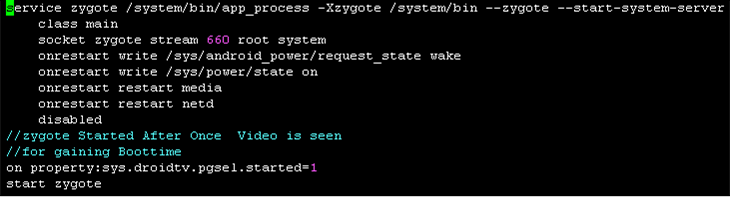 service zygote /system/bin/app_process -Xzygote /system/bin --zygote --start-system-server
class main
socket zygote stream 660 root system
onrestart write /sys/android_power/request_state wake
onrestart write /sys/power/state on
onrestart restart media
onrestart restart netd
disabled
//zygote Started After Once  Video is seen
//for gaining Boottime
on property:sys.droidtv.pgsel.started=1
start zygote